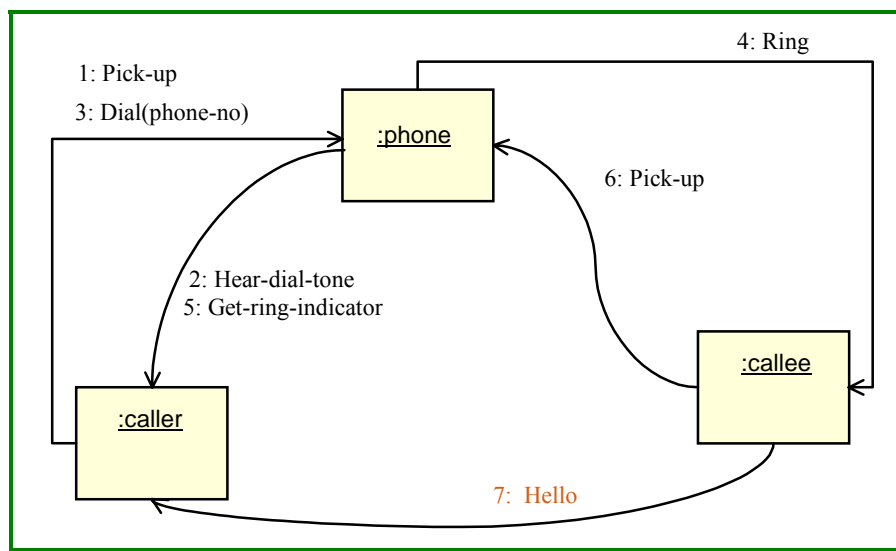 4: Ring
1: Pick-up
3: Dial(phone-no)
:phone
6: Pick-up
2: Hear-dial-tone
5: Get-ring-indicator
:callee
:caller
7: Hello